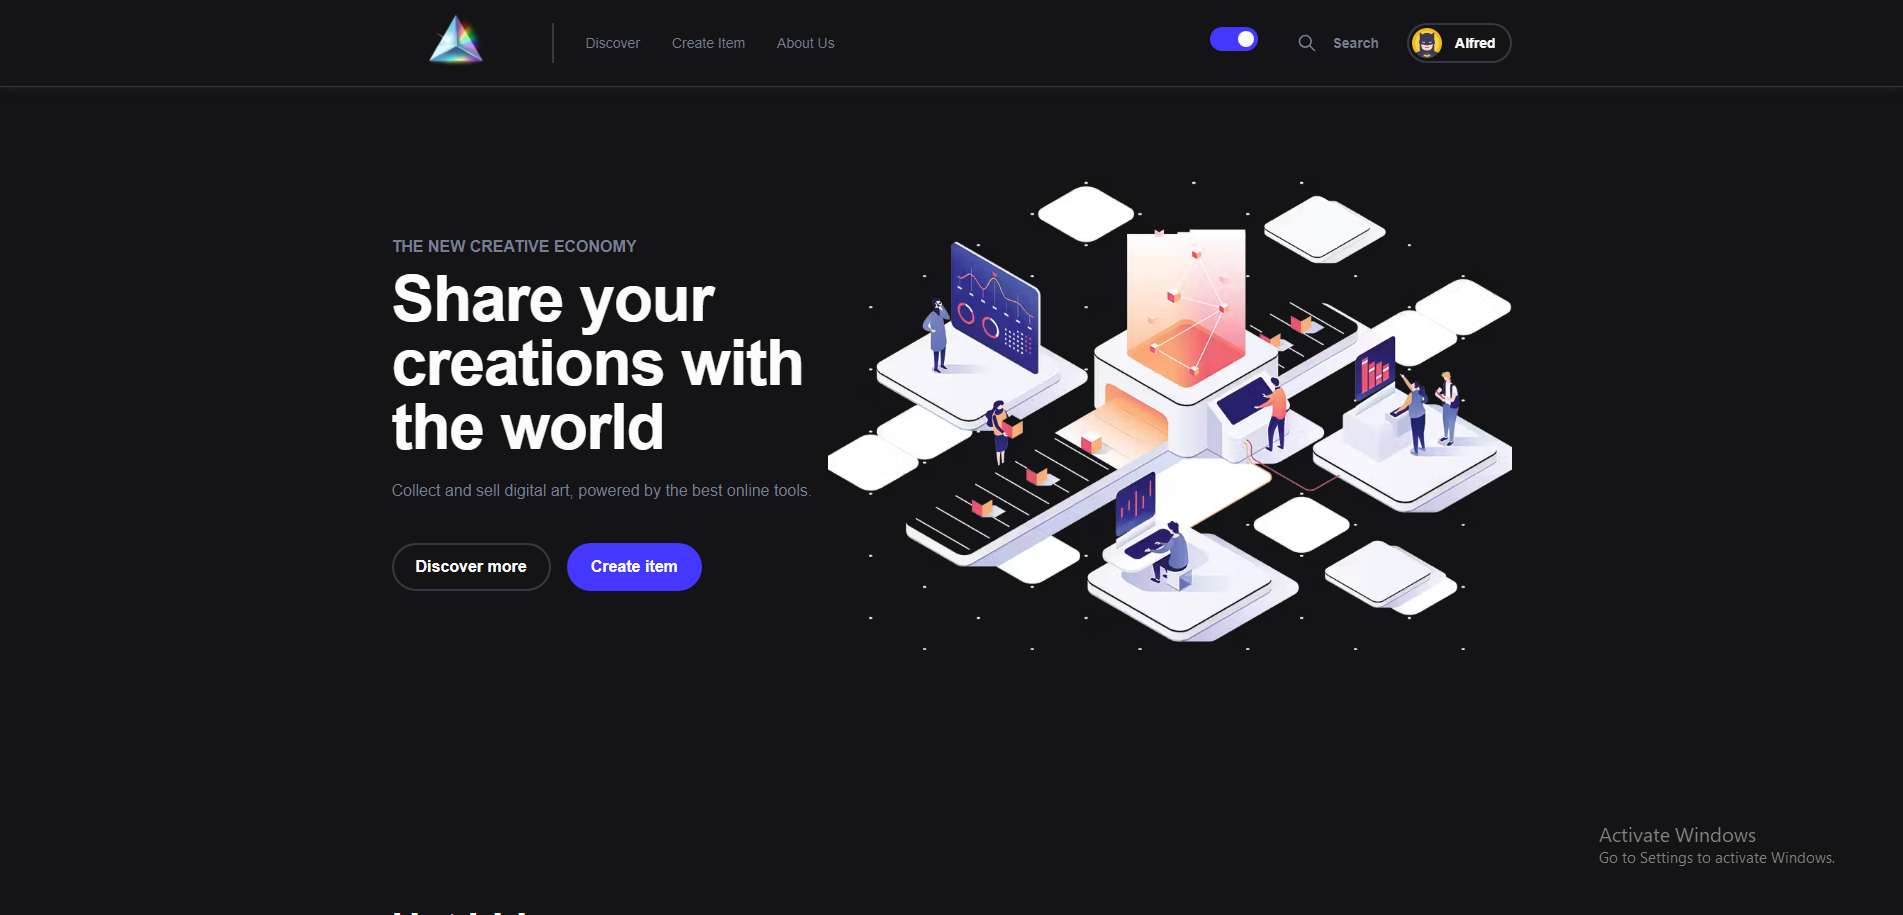 Discover
Create Item
About Us
Search
Alfred
THE NEW CREATIVE ECONOMY
Share your
creations with
the world
Collect and sell digital art, powered by the best online tools.
Discover more
Create item
Activate Windows
Go to Settings to activate Windows.